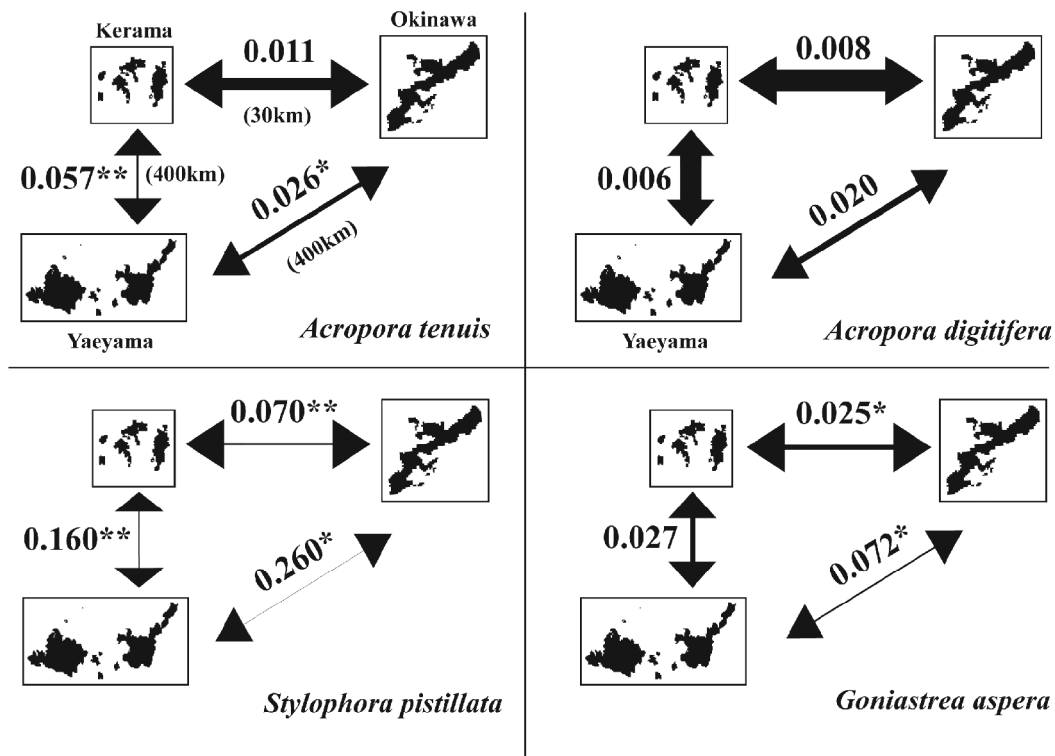 Kerama
Okinawa
0.011
(30km)
0.057**
(400km)
0.026*
(400km)
Yaeyama
Acropora tenuis
0.008
0.006
0.020
Yaeyama
Acropora digitifera
0.070**
0.160**
0.260*
Stylophora pistillata
0.025*
0.027
0.072*
Goniastrea aspera